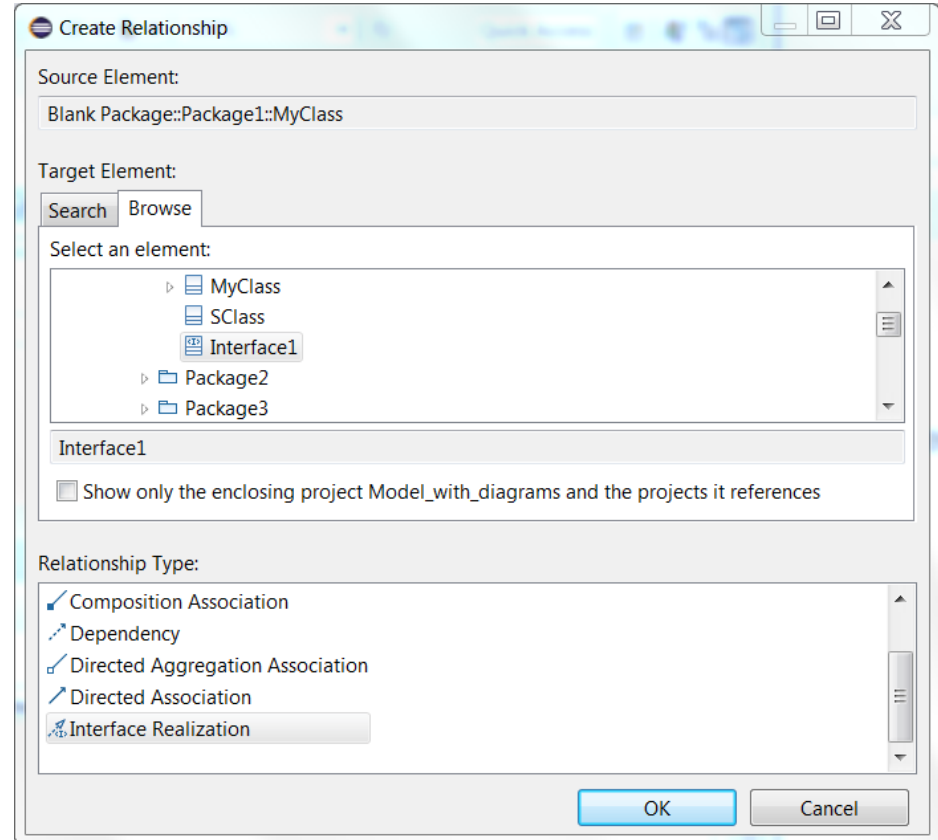 Create Relationship
Source Element:
Blank Package::Package1::MyClass
Target Element:
Search
Browse
Select an element:
MyClass
SClass
Interface1
Package2
Package3
Interface1
Show only the enclosing project Model_with_diagrams and the projects it references
Relationship Type:
Composition Association
Dependency
Directed Aggregation Association
Directed Association
Interface Realization
OK
Cancel